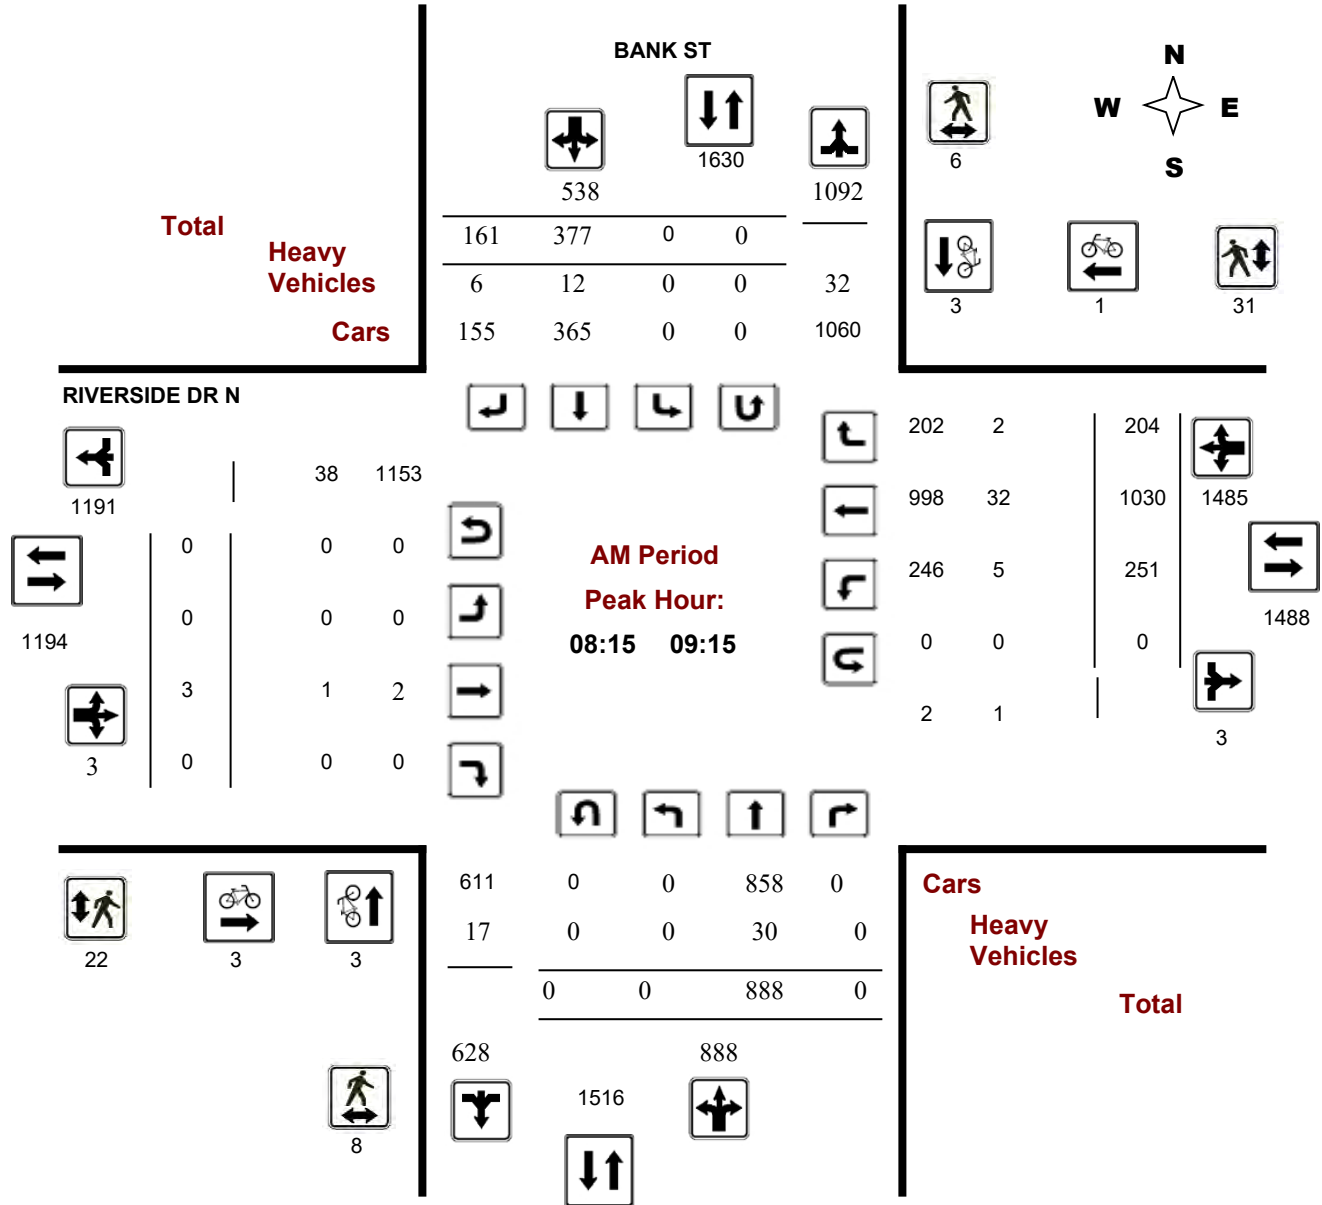 BANK ST
N
W E
S
1630
6
538
1092
Total
161 377 0 0
Heavy
Vehicles
6 12 0 0 32
3 1 31
Cars
155 365 0 0 1060
RIVERSIDE DR N
202 2 204
38 1153
1191
998 32 1030 1485
0 0 0
AM Period
246 5 251
Peak Hour:
0 0 0
1488
1194
08:15 09:15
0 0 0
3 1 2
2 1
3
3
0 0 0
611 0 0 858 0
Cars
17 0 0 30 0
Heavy
Vehicles
22 3 3
0 0 888 0
Total
628 888
1516
8